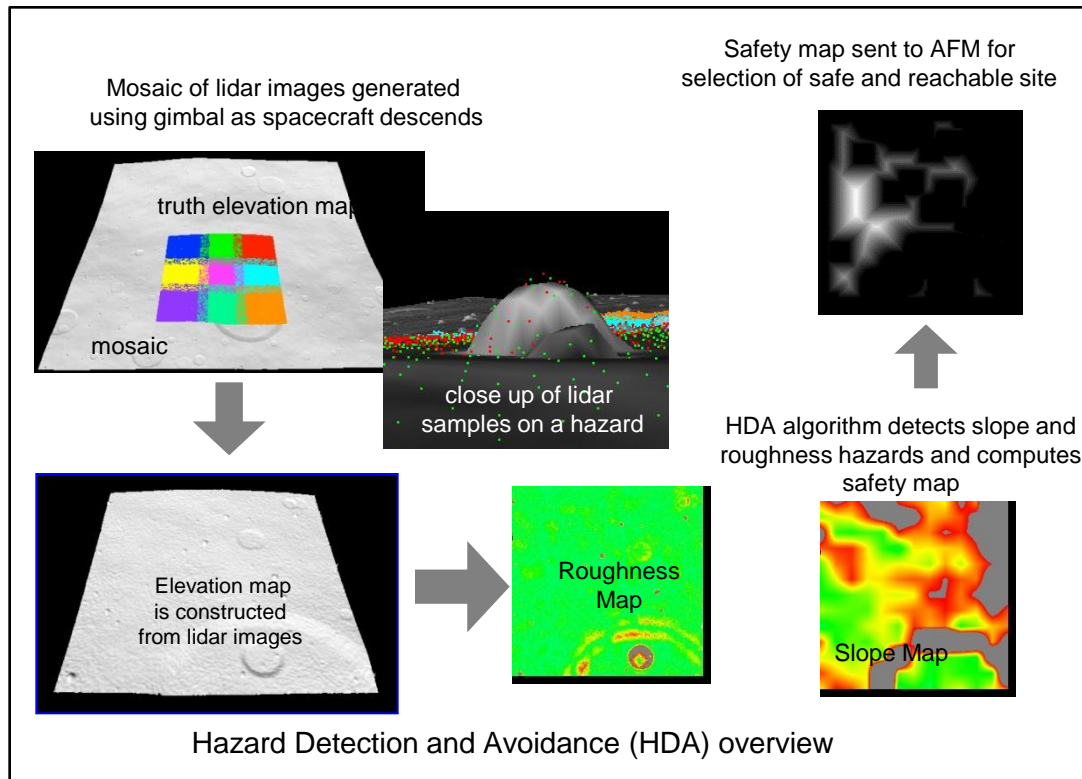 Mosaic of lidar images generated
using gimbal as spacecraft descends
truth elevation map
mosaic
close up of lidar
samples on a hazard
Elevation map
is constructed
from lidar images
Roughness
Map
Safety map sent to AFM for
selection of safe and reachable site
HDA algorithm detects slope and
roughness hazards and computes
safety map
Slope Map
Hazard Detection and Avoidance (HDA) overview